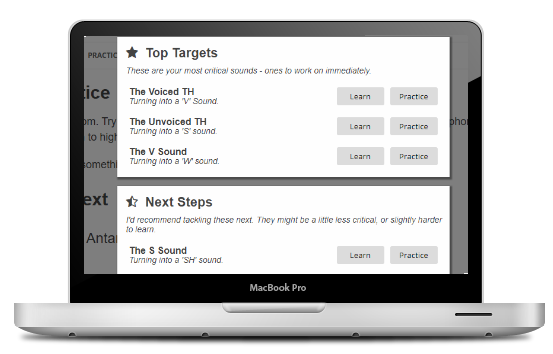 Top Targets
PRACTIC
These are your most critical sounds - ones to work on immediately.
The Voiced TH
Turning into a 'V' Sound.
Learn Practice
The Unvoiced TH
Turning into a 'S' sound.
Learn Practice
The V Sound
Turning into a 'W' sound.
Learn Practice
tice
om. Try
phon
to high
somethi
Next Steps
ext
I'd recommend tackling these next. They might be a little less critical, or slightly harder
to learn.
Antar
The S Sound
Turning into a 'SH' sound.
Learn Practice
MacBook Pro